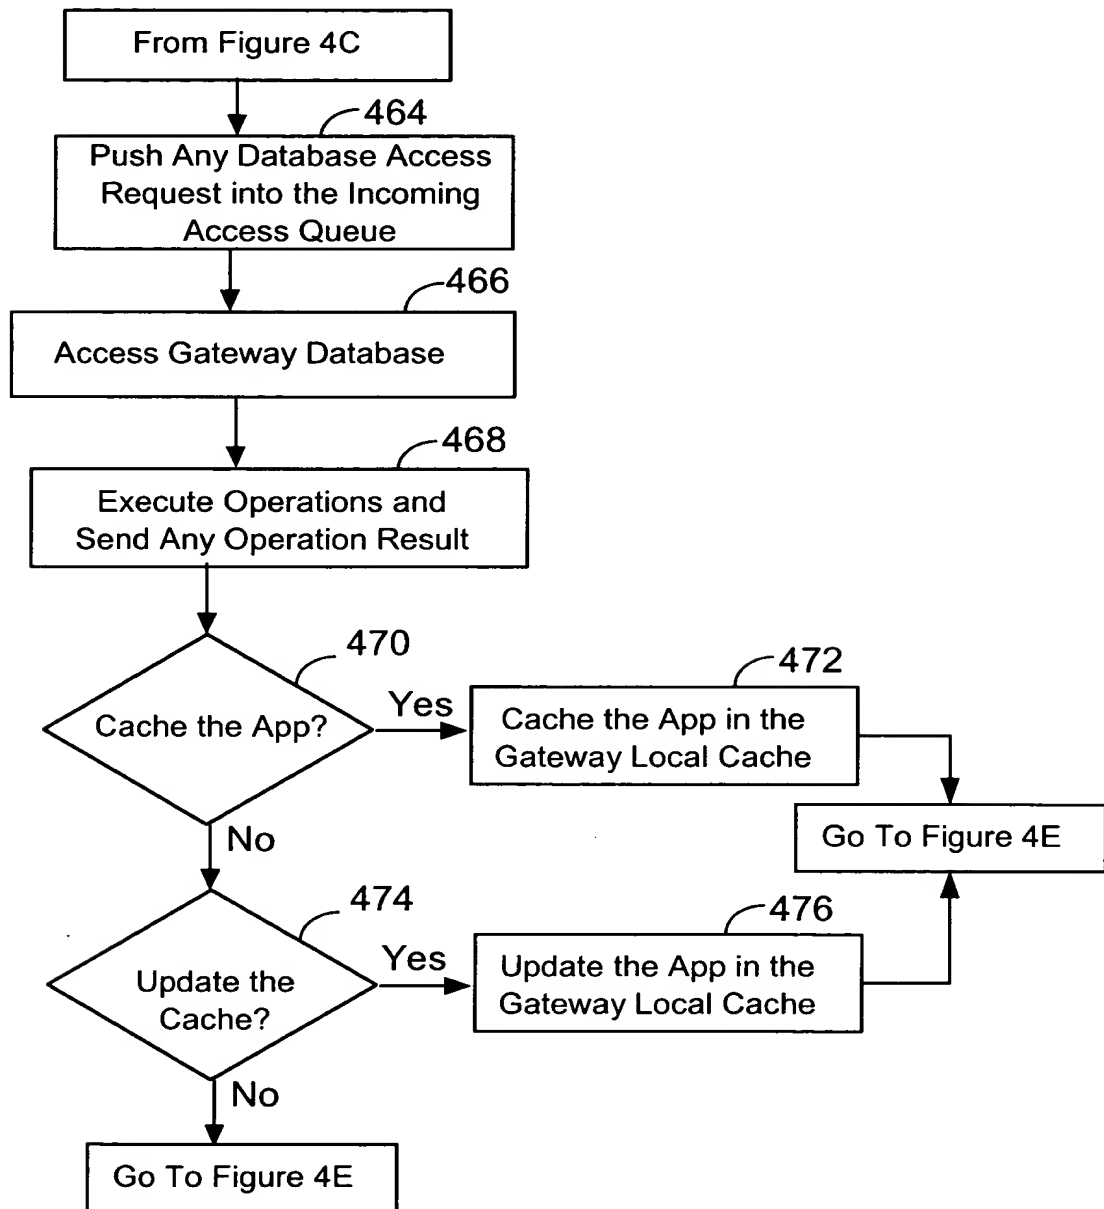 From Figure 4C
464
Push Any Database Access
Request into the Incoming
Access Queue
466
Access Gateway Database
468
Execute Operations and
Send Any Operation Result
470
Cache the App?
Yes
472
Cache the App in the
Gateway Local Cache
Go To Figure 4E
No
474
Update the
Cache?
Yes
476
Update the App in the
Gateway Local Cache
No
Go To Figure 4E